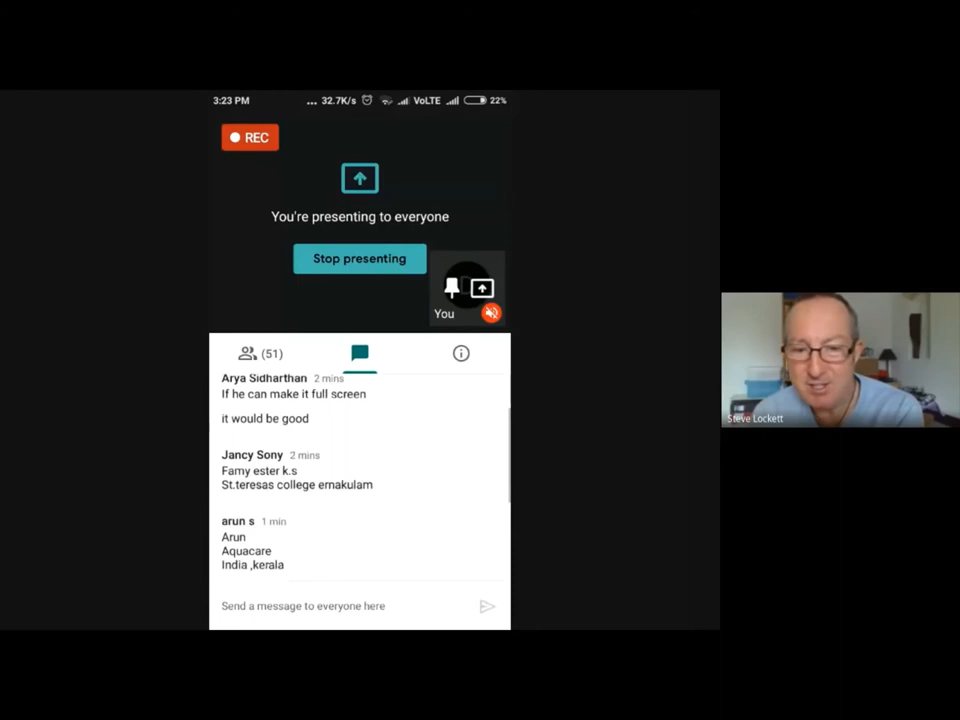 3:23 PM
... 32.7K/s VoLTE 22%
REC
You're presenting to everyone
Stop presenting
You
(51)
Arya Sidharthan 2 mins
If he can make it full screen
it would be good
Jancy Sony 2 mins
Famy ester k.s
St.teresas college ernakulam
arun s 1 min
Arun
Aquacare
India ,kerala
Send a message to everyone here
Steve Lockett